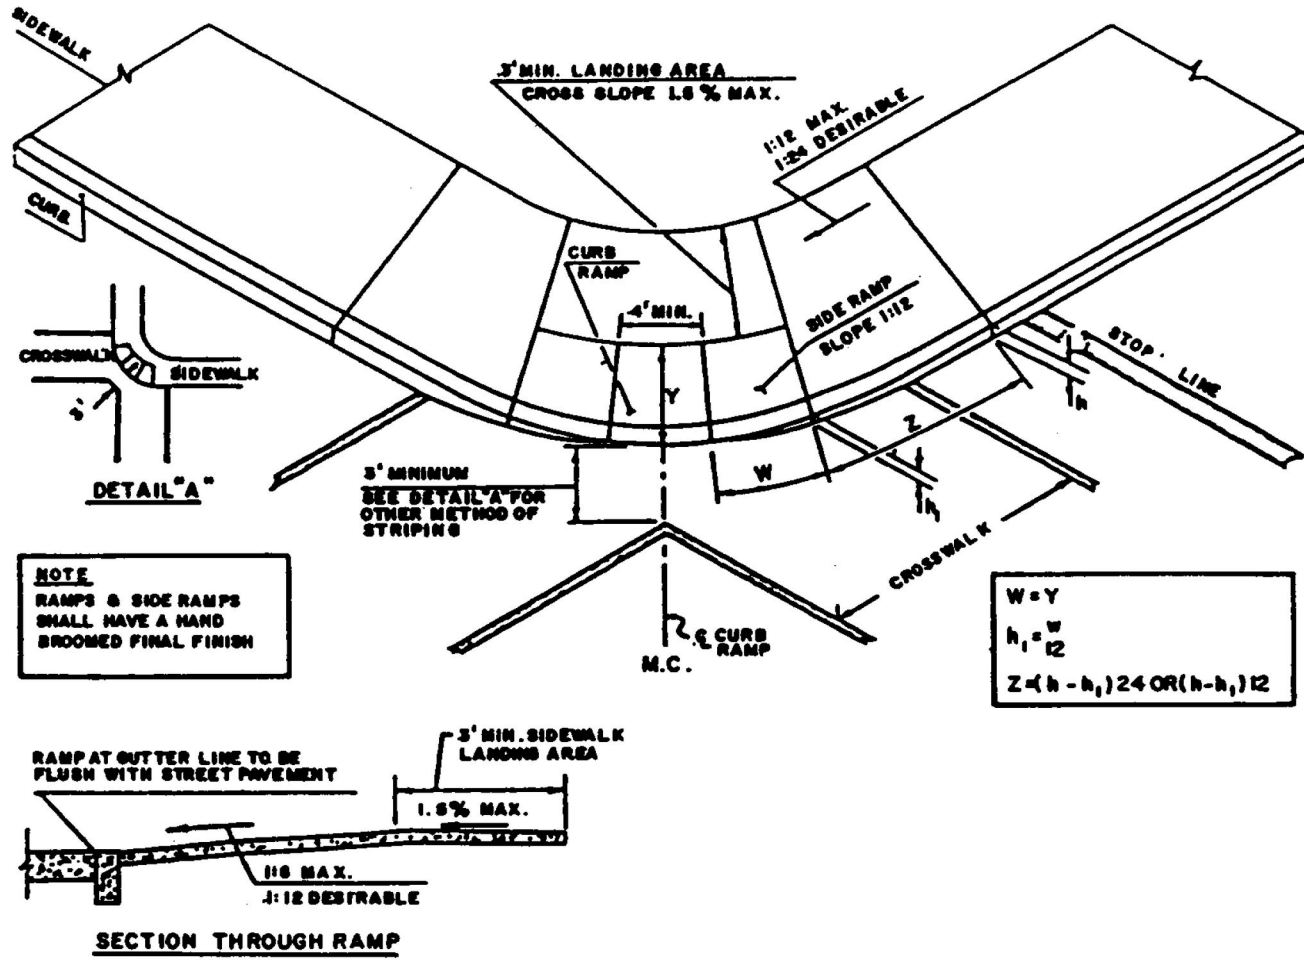 SIDEWALK
3' MIN. LANDING AREA
CROSS SLOPE 1.5 % MAX.
1:12 MAX.
1:24 DESIRABLE
CURB
CURB
RAMP
4' MIN.
SIDE RAMP
SLOPE 1:12
STOP
LINE
h
Y
Z
W
h₁
CROSSWALK
CROSSWALK
SIDEWALK
3'
DETAIL "A"
3' MINIMUM
SEE DETAIL "A" FOR
OTHER METHOD OF
STRIPING
℄ CURB
RAMP
M.C.
NOTE
RAMPS & SIDE RAMPS
SHALL HAVE A HAND
BROOMED FINAL FINISH
W = Y
h₁ = W/12
Z=(h - h₁) 24 OR (h-h₁) 12
RAMP AT GUTTER LINE TO BE
FLUSH WITH STREET PAVEMENT
3' MIN. SIDEWALK
LANDING AREA
1.5% MAX.
1:8 MAX.
1:12 DESIRABLE
SECTION THROUGH RAMP